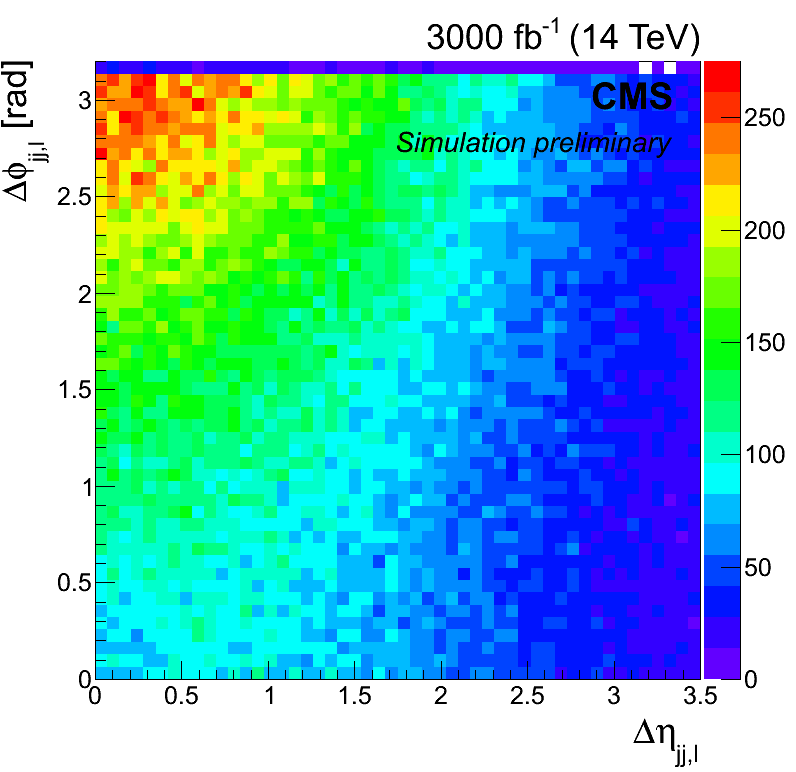 3000 fb⁻¹ (14 TeV)
CMS
Simulation preliminary
Δϕjj,l [rad]
3
2.5
2
1.5
1
0.5
0
0 0.5 1 1.5 2 2.5 3 3.5
Δηjj,l
250
200
150
100
50
0